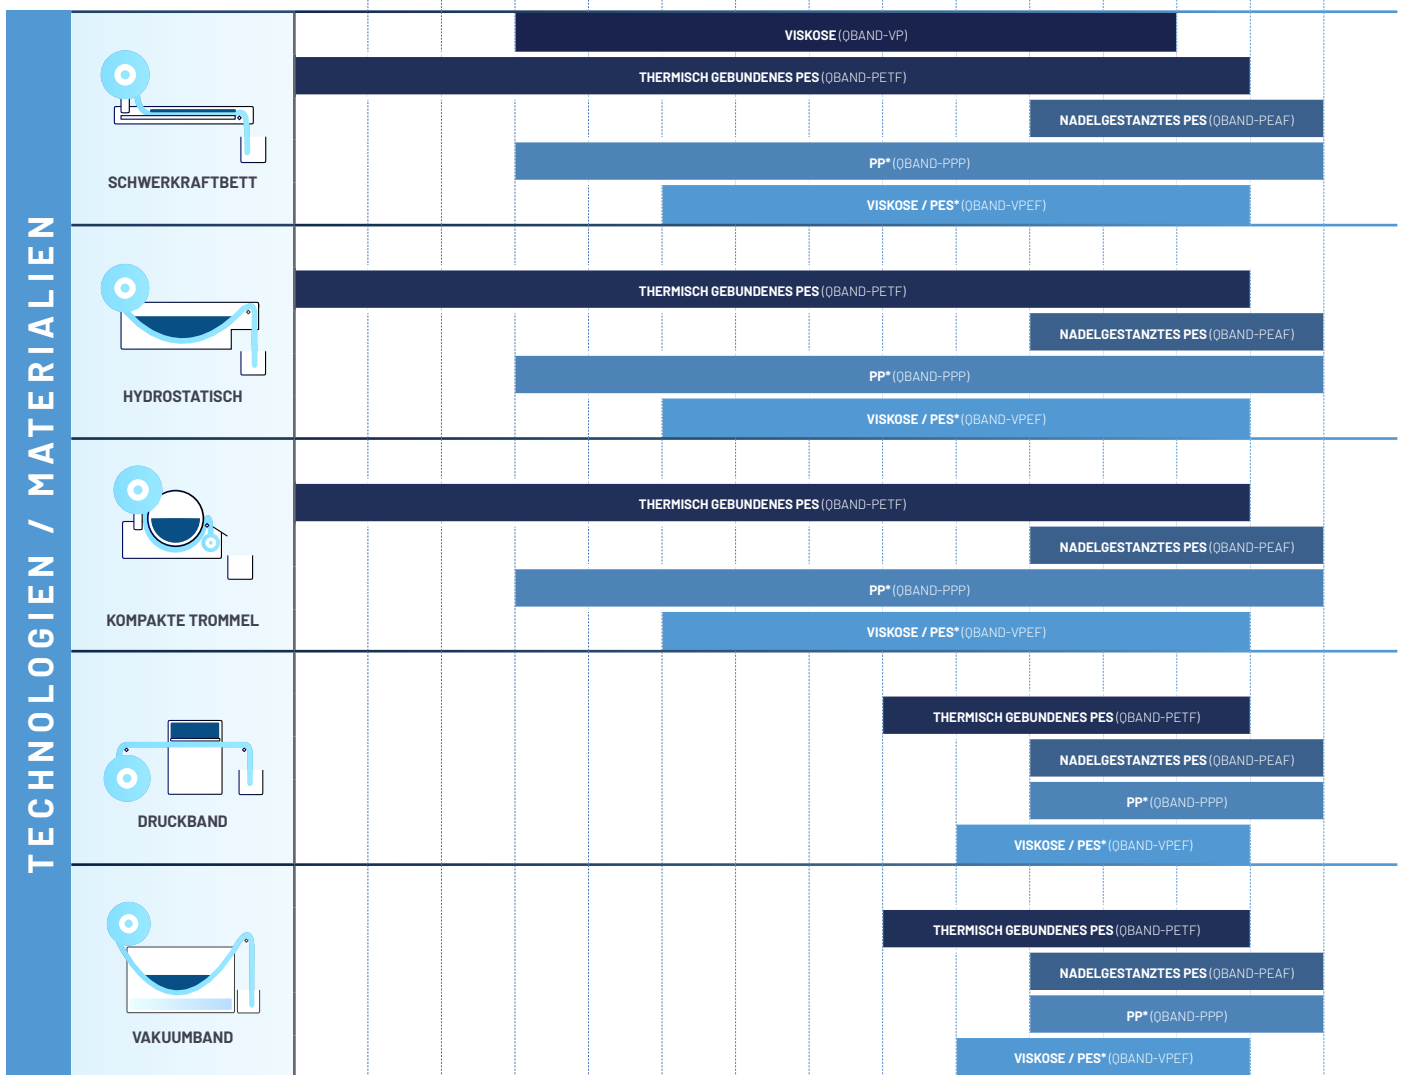 TECHNOLOGIEN / MATERIALIEN
SCHWERKRAFTBETT
VISKOSE (QBAND-VP)
THERMISCH GEBUNDENES PES (QBAND-PETF)
NADELGESTANZTES PES (QBAND-PEAF)
PP* (QBAND-PPP)
VISKOSE / PES* (QBAND-VPEF)
HYDROSTATISCH
THERMISCH GEBUNDENES PES (QBAND-PETF)
NADELGESTANZTES PES (QBAND-PEAF)
PP* (QBAND-PPP)
VISKOSE / PES* (QBAND-VPEF)
KOMPAKTE TROMMEL
THERMISCH GEBUNDENES PES (QBAND-PETF)
NADELGESTANZTES PES (QBAND-PEAF)
PP* (QBAND-PPP)
VISKOSE / PES* (QBAND-VPEF)
DRUCKBAND
THERMISCH GEBUNDENES PES (QBAND-PETF)
NADELGESTANZTES PES (QBAND-PEAF)
PP* (QBAND-PPP)
VISKOSE / PES* (QBAND-VPEF)
VAKUUMBAND
THERMISCH GEBUNDENES PES (QBAND-PETF)
NADELGESTANZTES PES (QBAND-PEAF)
PP* (QBAND-PPP)
VISKOSE / PES* (QBAND-VPEF)